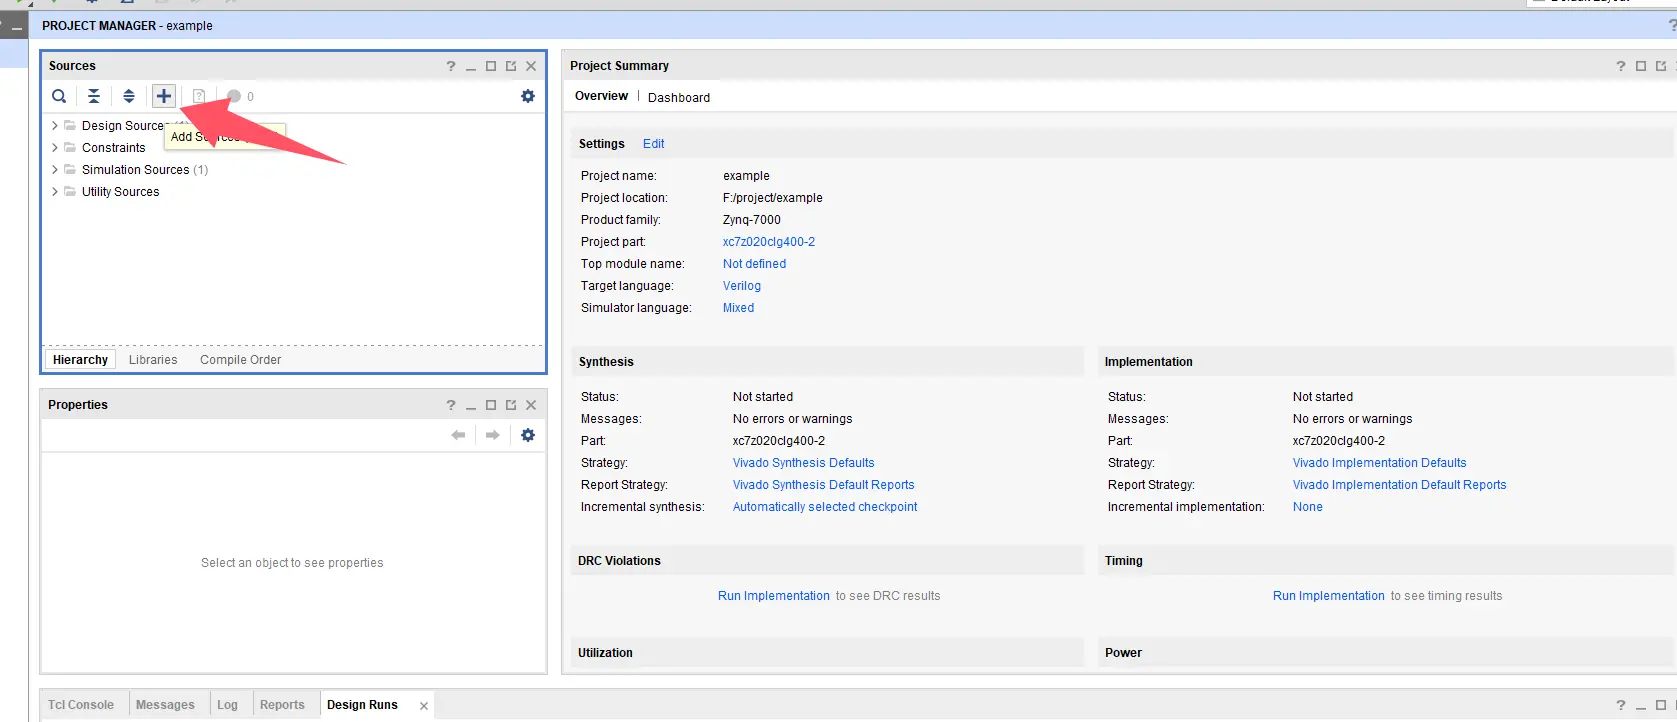 PROJECT MANAGER - example
Sources
0
Design Sources
Add
Constraints
Simulation Sources (1)
Utility Sources
Hierarchy Libraries Compile Order
Properties
Select an object to see properties
Project Summary
Overview Dashboard
Settings Edit
Project name: example
Project location: F:/project/example
Product family: Zynq-7000
Project part: xc7z020clg400-2
Top module name: Not defined
Target language: Verilog
Simulator language: Mixed
Synthesis
Status: Not started
Messages: No errors or warnings
Part: xc7z020clg400-2
Strategy: Vivado Synthesis Defaults
Report Strategy: Vivado Synthesis Default Reports
Incremental synthesis: Automatically selected checkpoint
Implementation
Status: Not started
Messages: No errors or warnings
Part: xc7z020clg400-2
Strategy: Vivado Implementation Defaults
Report Strategy: Vivado Implementation Default Reports
Incremental implementation: None
DRC Violations
Run Implementation to see DRC results
Timing
Run Implementation to see timing results
Utilization
Power
Tcl Console Messages Log Reports Design Runs